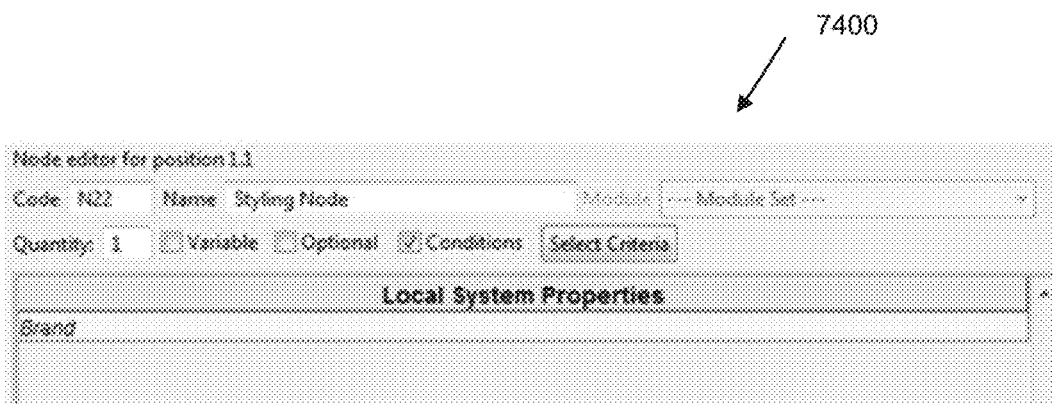 7400
Node editor for position 1.1
Code N22 Name Styling Node Module --- Module Set ---
Quantity: 1 Variable Optional Conditions Select Criteria
Local System Properties
Brand